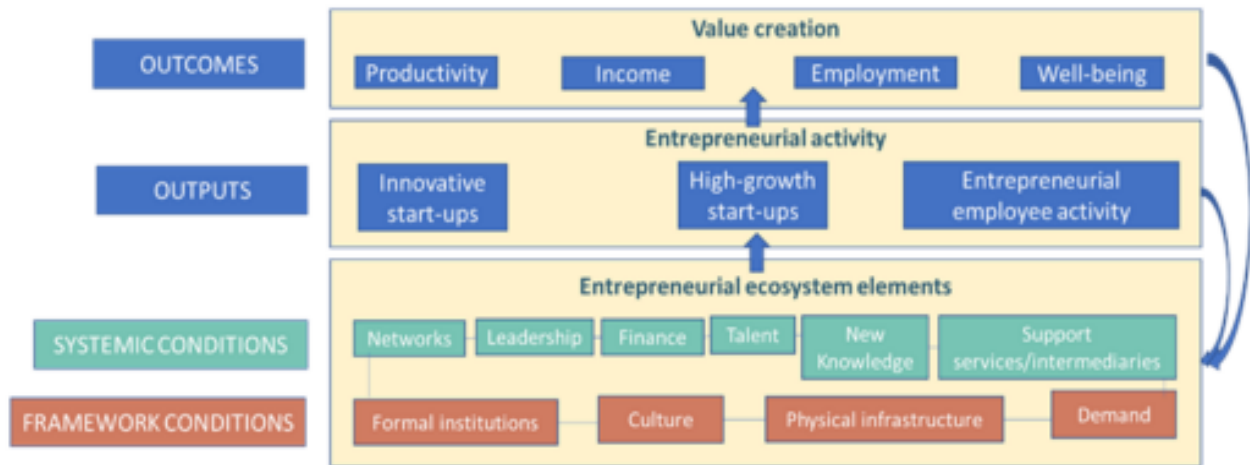 Value creation
OUTCOMES
Productivity
Income
Employment
Well-being
Entrepreneurial activity
OUTPUTS
Innovative
start-ups
High-growth
start-ups
Entrepreneurial
employee activity
Entrepreneurial ecosystem elements
SYSTEMIC CONDITIONS
Networks
Leadership
Finance
Talent
New
Knowledge
Support
services/intermediaries
FRAMEWORK CONDITIONS
Formal institutions
Culture
Physical infrastructure
Demand